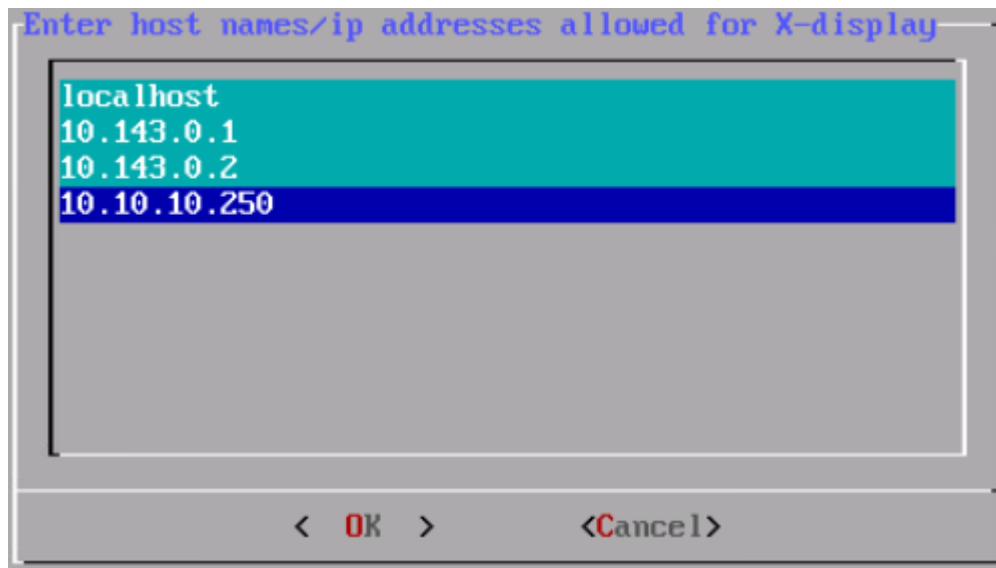 Enter host names/ip addresses allowed for X-display
localhost
10.143.0.1
10.143.0.2
10.10.10.250
< OK > <Cancel>